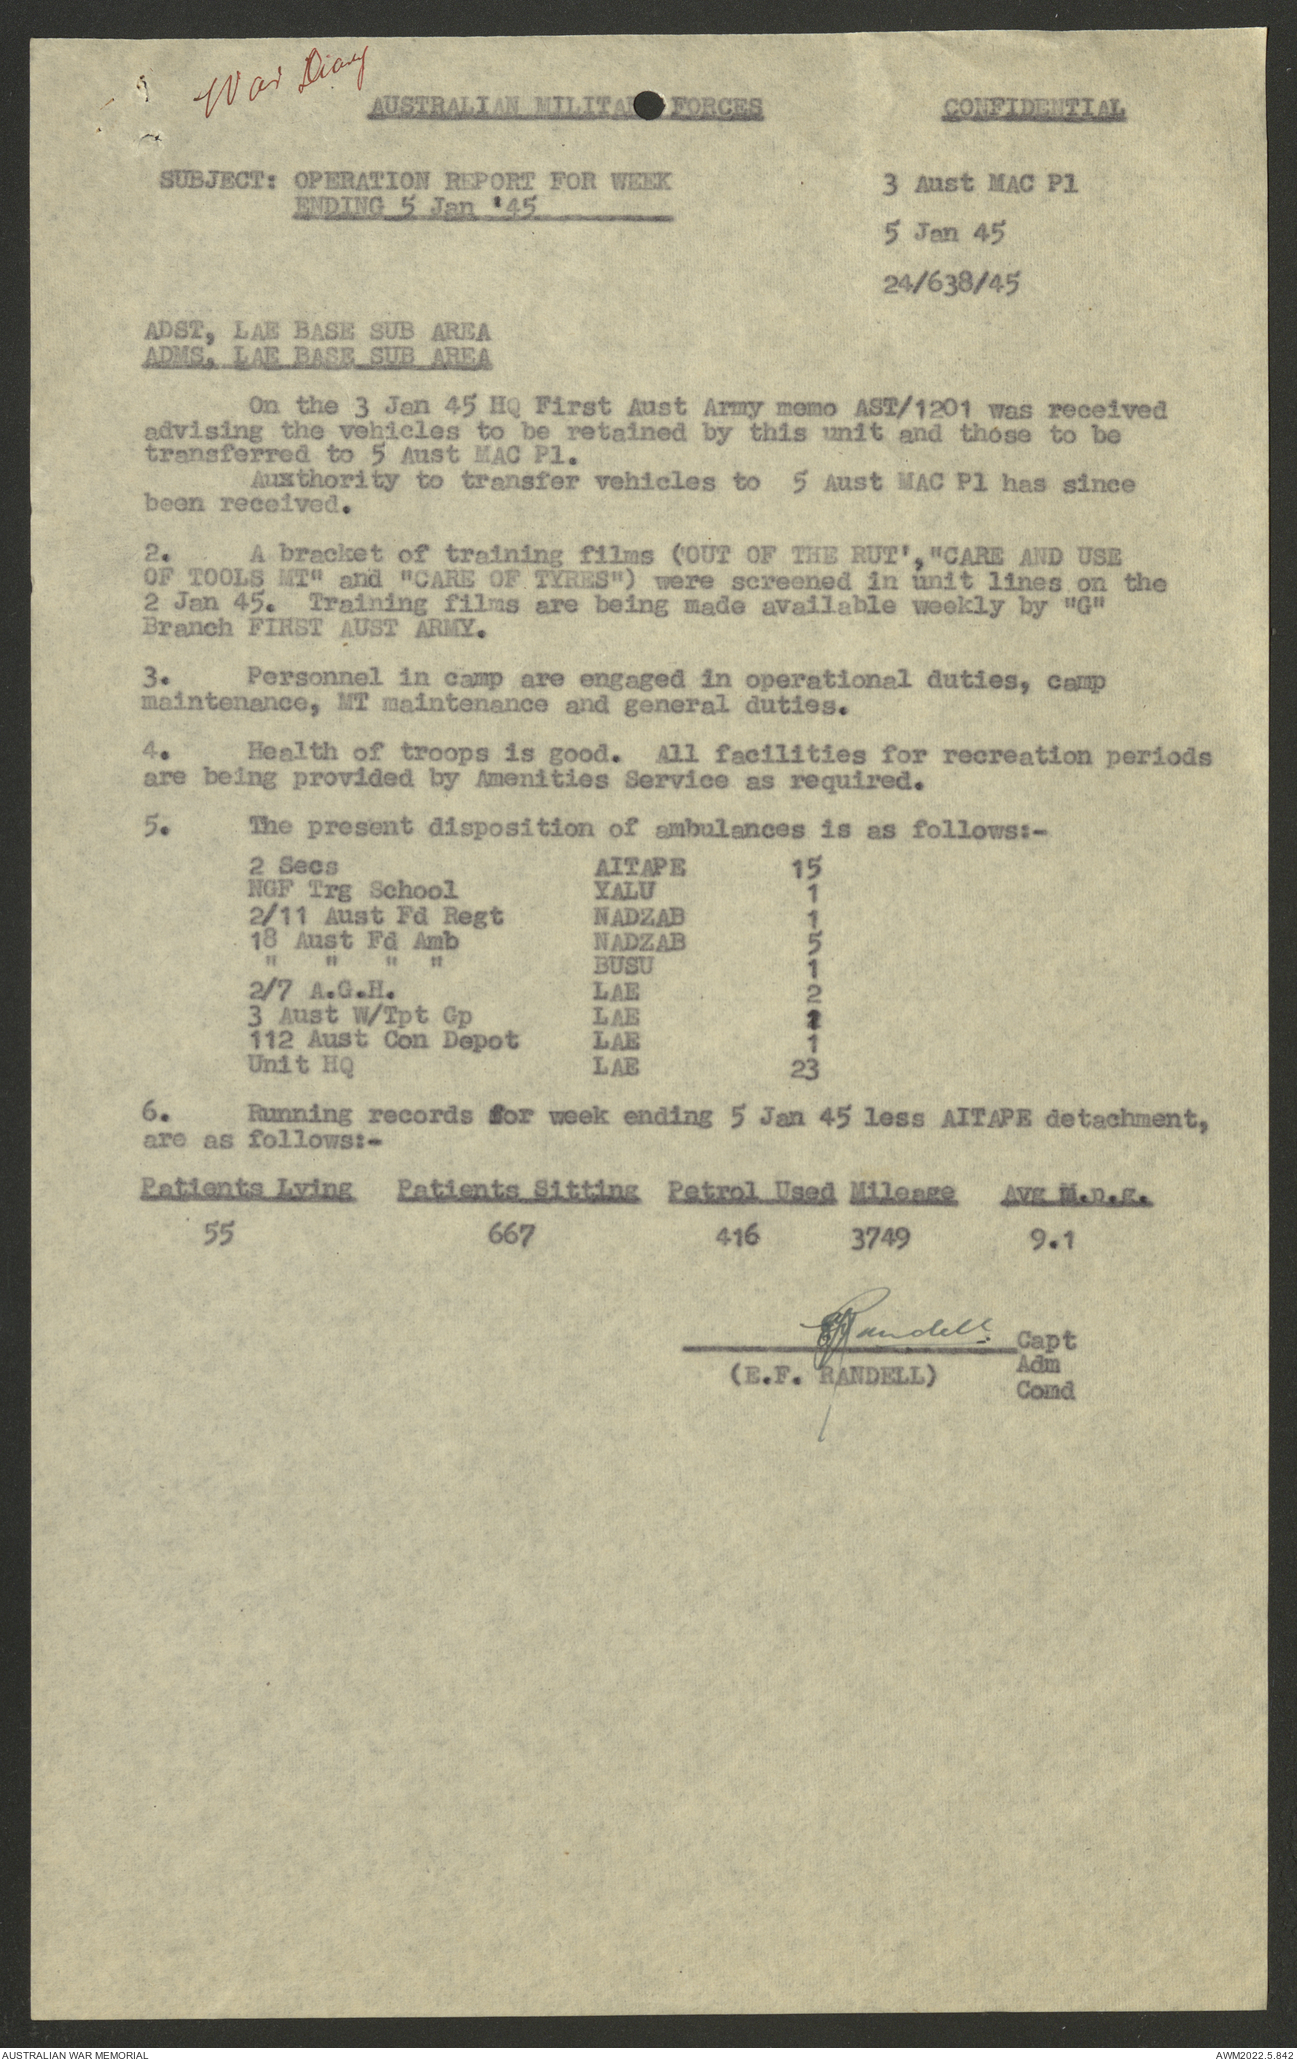 War Diary
AUSTRALIAN MILITA FORCES
CONFIDENTIAL
SUBJECT: OPERATION REPORT FOR WEEK
ENDING 5 Jan '45
3 Aust MAC Pl
5 Jan 45
24/638/45
ADST, LAE BASE SUB AREA
ADMS, LAE BASE SUB AREA
On the 3 Jan 45 HQ First Aust Army memo AST/1201 was received
advising the vehicles to be retained by this unit and those to be
transferred to 5 Aust MAC Pl.
Auxthority to transfer vehicles to 5 Aust MAC Pl has since
been received.
2. A bracket of training films ('OUT OF THE RUT',"CARE AND USE
OF TOOLS MT" and "CARE OF TYRES") were screened in unit lines on the
2 Jan 45. Training films are being made available weekly by "G"
Branch FIRST AUST ARMY.
3. Personnel in camp are engaged in operational duties, camp
maintenance, MT maintenance and general duties.
4. Health of troops is good. All facilities for recreation periods
are being provided by Amenities Service as required.
5. The present disposition of ambulances is as follows:-
2 Secs AITAPE 15
NGF Trg School YALU 1
2/11 Aust Fd Regt NADZAB 1
18 Aust Fd Amb NADZAB 5
" " " " BUSU 1
2/7 A.G.H. LAE 2
3 Aust W/Tpt Gp LAE
112 Aust Con Depot LAE 1
Unit HQ LAE 23
6. Running records for week ending 5 Jan 45 less AITAPE detachment,
are as follows:-
Patients Lying Patients Sitting Petrol Used Mileage Avg m.p.g.
55 667 416 3749 9.1
EFRandell
Capt
(E.F. RANDELL) Adm
Comd
AUSTRALIAN WAR MEMORIAL
AWM2022.5.842